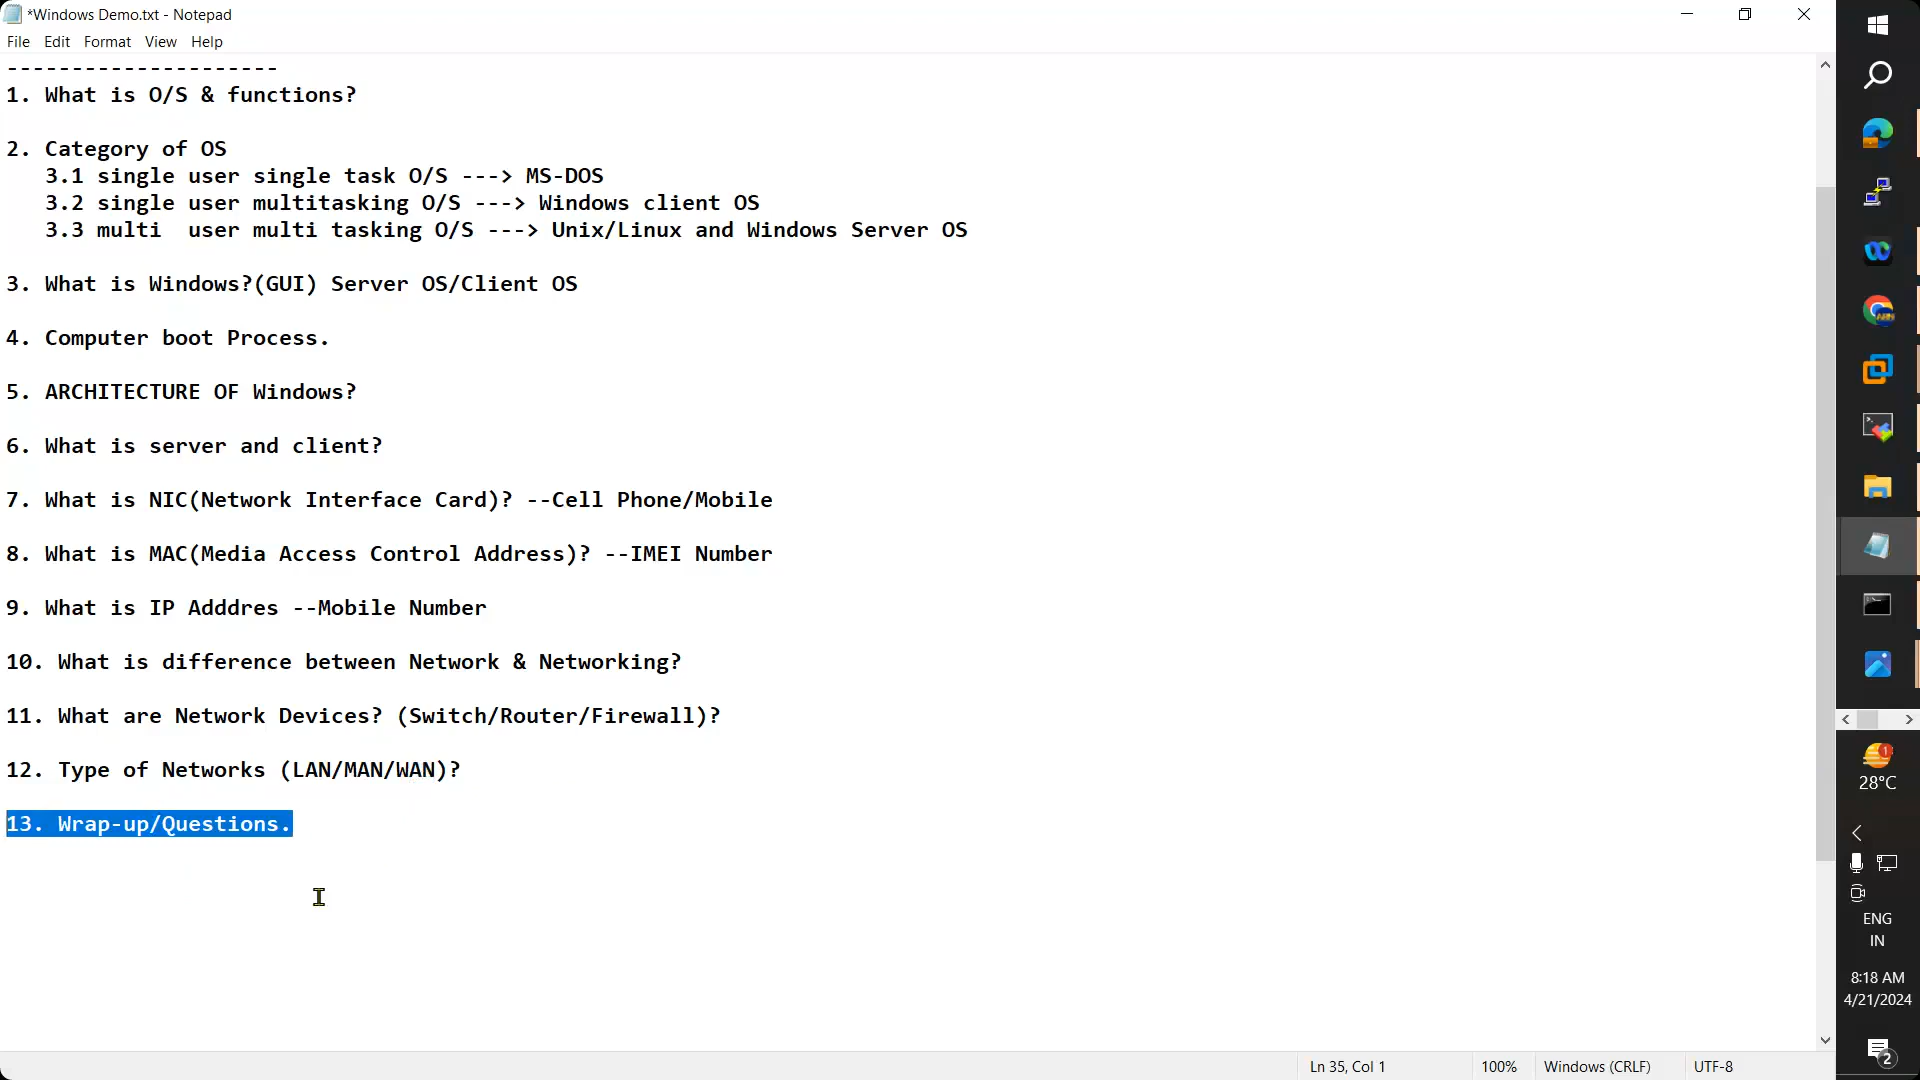 *Windows Demo.txt - Notepad
File Edit Format View Help
---------------------
1. What is O/S & functions?
2. Category of OS
3.1 single user single task O/S ---> MS-DOS
3.2 single user multitasking O/S ---> Windows client OS
3.3 multi  user multi tasking O/S ---> Unix/Linux and Windows Server OS
3. What is Windows?(GUI) Server OS/Client OS
4. Computer boot Process.
5. ARCHITECTURE OF Windows?
6. What is server and client?
7. What is NIC(Network Interface Card)? --Cell Phone/Mobile
8. What is MAC(Media Access Control Address)? --IMEI Number
9. What is IP Adddres --Mobile Number
10. What is difference between Network & Networking?
11. What are Network Devices? (Switch/Router/Firewall)?
12. Type of Networks (LAN/MAN/WAN)?
13. Wrap-up/Questions.
Ln 35, Col 1 100% Windows (CRLF) UTF-8
1
28°C
ENG
IN
8:18 AM
4/21/2024
2